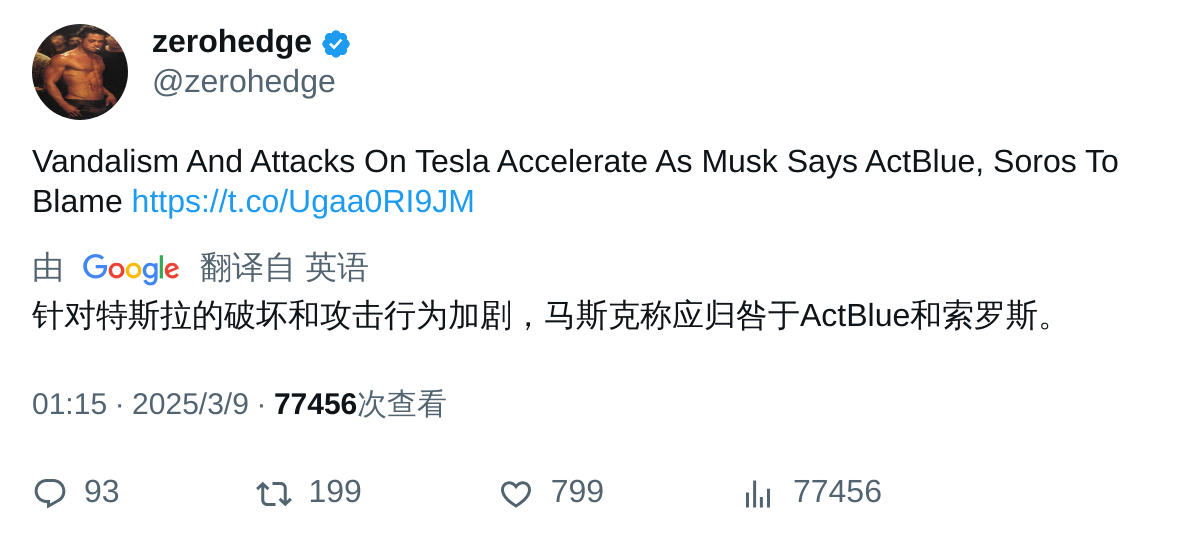 zerohedge
@zerohedge
Vandalism And Attacks On Tesla Accelerate As Musk Says ActBlue, Soros To
Blame https://t.co/Ugaa0RI9JM
由 Google 翻译自 英语
针对特斯拉的破坏和攻击行为加剧，马斯克称应归咎于ActBlue和索罗斯。
01:15 · 2025/3/9 · 77456次查看
93 199 799 77456